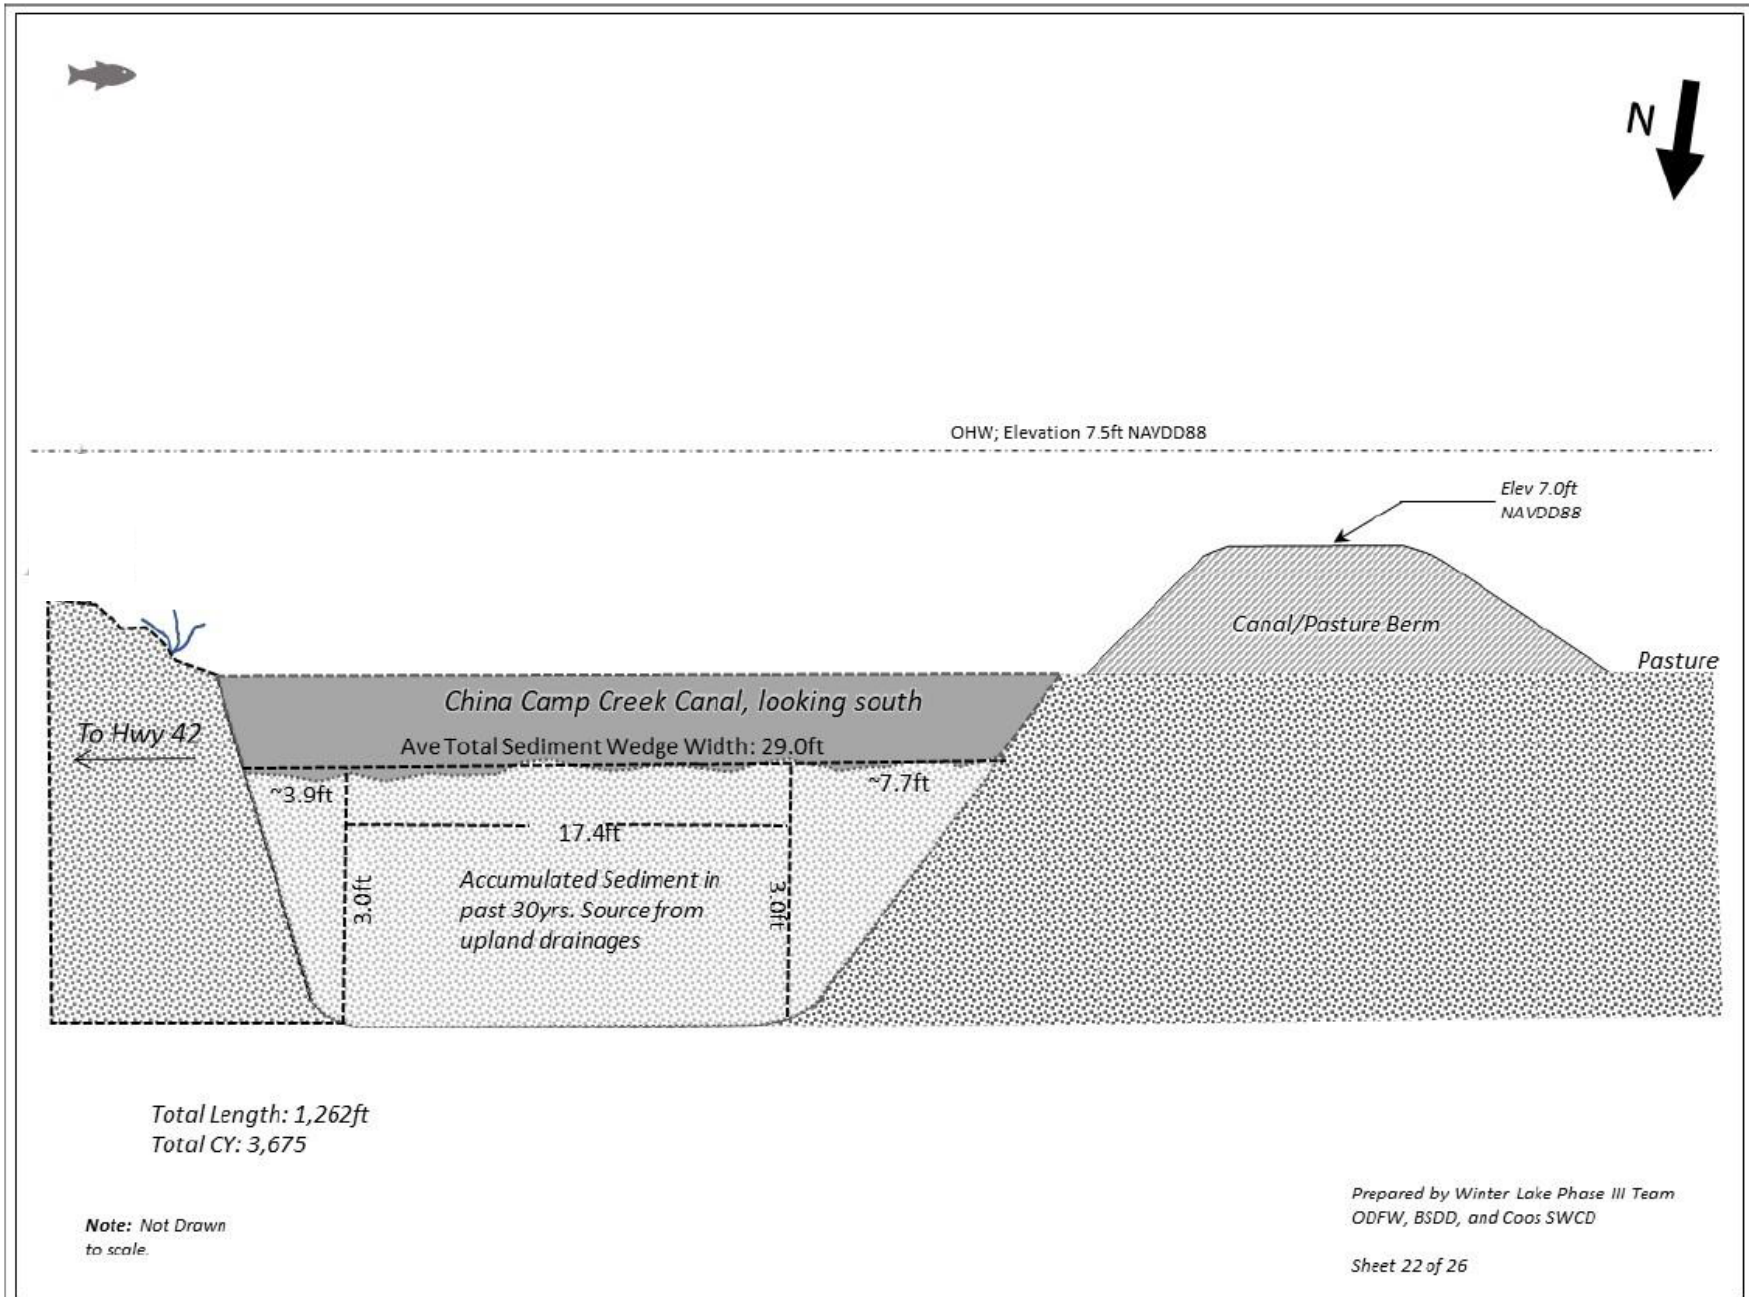 N
OHW; Elevation 7.5ft NAVDD88
Elev 7.0ft
NAVDD88
Canal/Pasture Berm
Pasture
China Camp Creek Canal, looking south
To Hwy 42
Ave Total Sediment Wedge Width: 29.0ft
~3.9ft
~7.7ft
17.4ft
3.0ft
3.0ft
Accumulated Sediment in
past 30yrs. Source from
upland drainages
Total Length: 1,262ft
Total CY: 3,675
Note: Not Drawn
to scale.
Prepared by Winter Lake Phase III Team
ODFW, BSDD, and Coos SWCD
Sheet 22 of 26